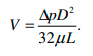 V = ΔpD² / 32μL.